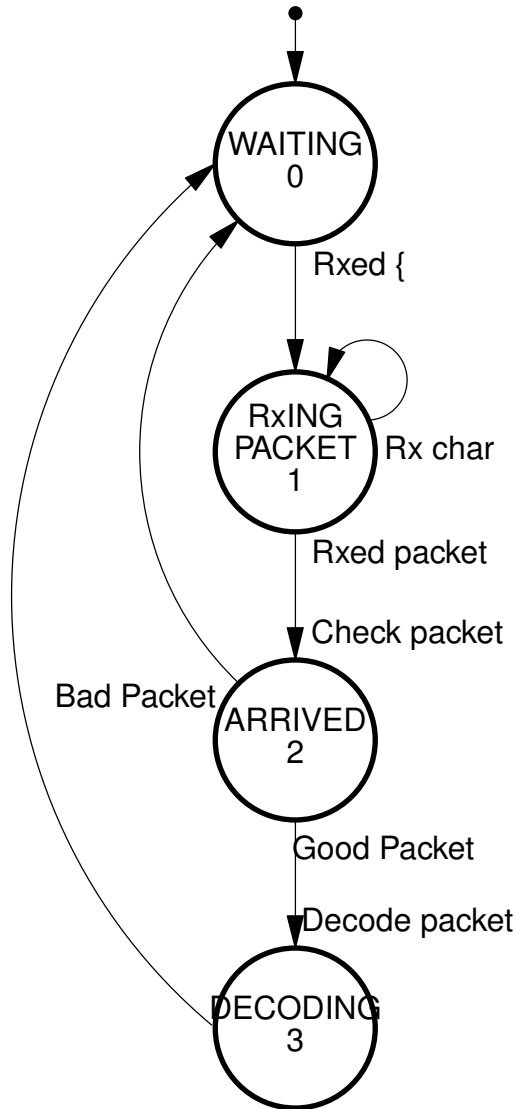 WAITING
0
Rxed {
RxING
PACKET
1
Rx char
Rxed packet
Check packet
Bad Packet
ARRIVED
2
Good Packet
Decode packet
DECODING
3